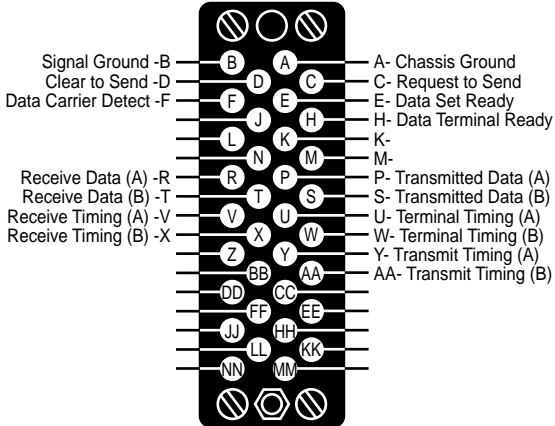 Signal Ground -B
Clear to Send -D
Data Carrier Detect -F
Receive Data (A) -R
Receive Data (B) -T
Receive Timing (A) -V
Receive Timing (B) -X
B A
D C
F E
J H
L K
N M
R P
T S
V U
X W
Z Y
BB AA
DD CC
FF EE
JJ HH
LL KK
NN MM
A- Chassis Ground
C- Request to Send
E- Data Set Ready
H- Data Terminal Ready
K-
M-
P- Transmitted Data (A)
S- Transmitted Data (B)
U- Terminal Timing (A)
W- Terminal Timing (B)
Y- Transmit Timing (A)
AA- Transmit Timing (B)